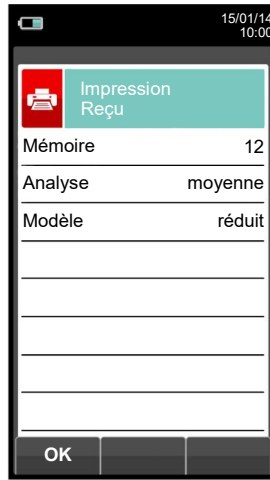 15/01/14
10:00
Impression
Reçu
Mémoire 12
Analyse moyenne
Modèle réduit
OK